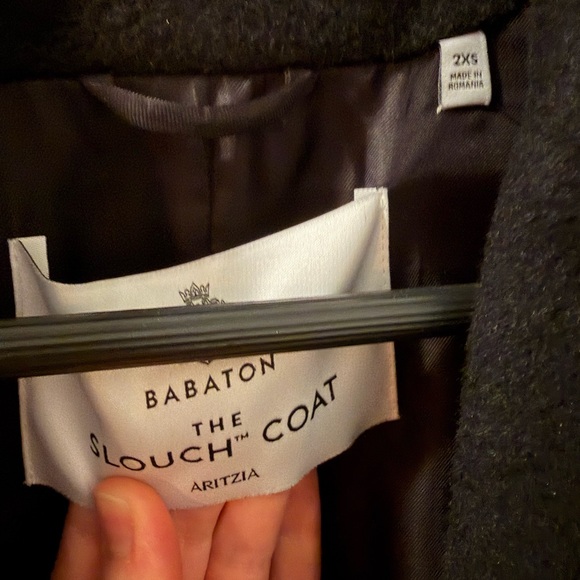 2XS
MADE IN
ROMANIA
BABATON
THE
SLOUCH™ COAT
ARITZIA